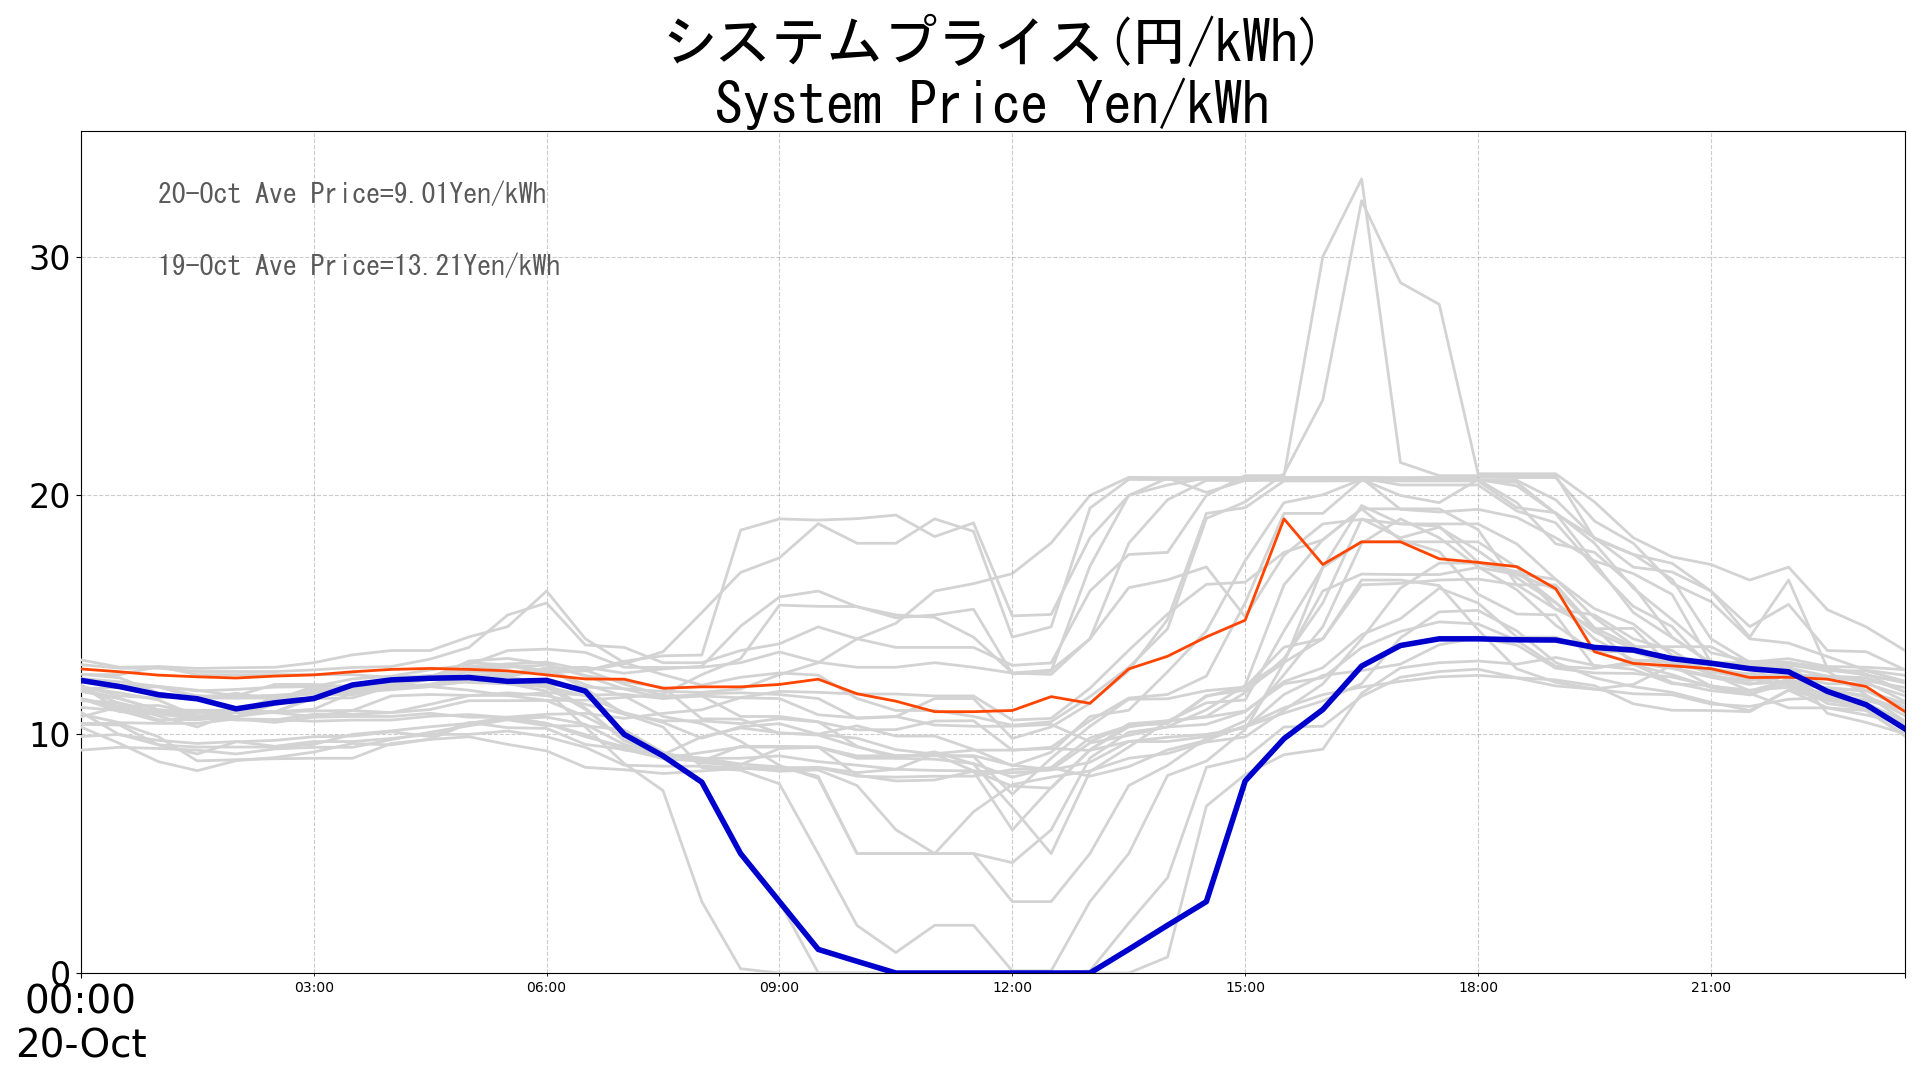 システムプライス(円/kWh)
System Price Yen/kWh
20-Oct Ave Price=9.01Yen/kWh
19-Oct Ave Price=13.21Yen/kWh
30
20
10
0
00:00
03:00
06:00
09:00
12:00
15:00
18:00
21:00
20-Oct